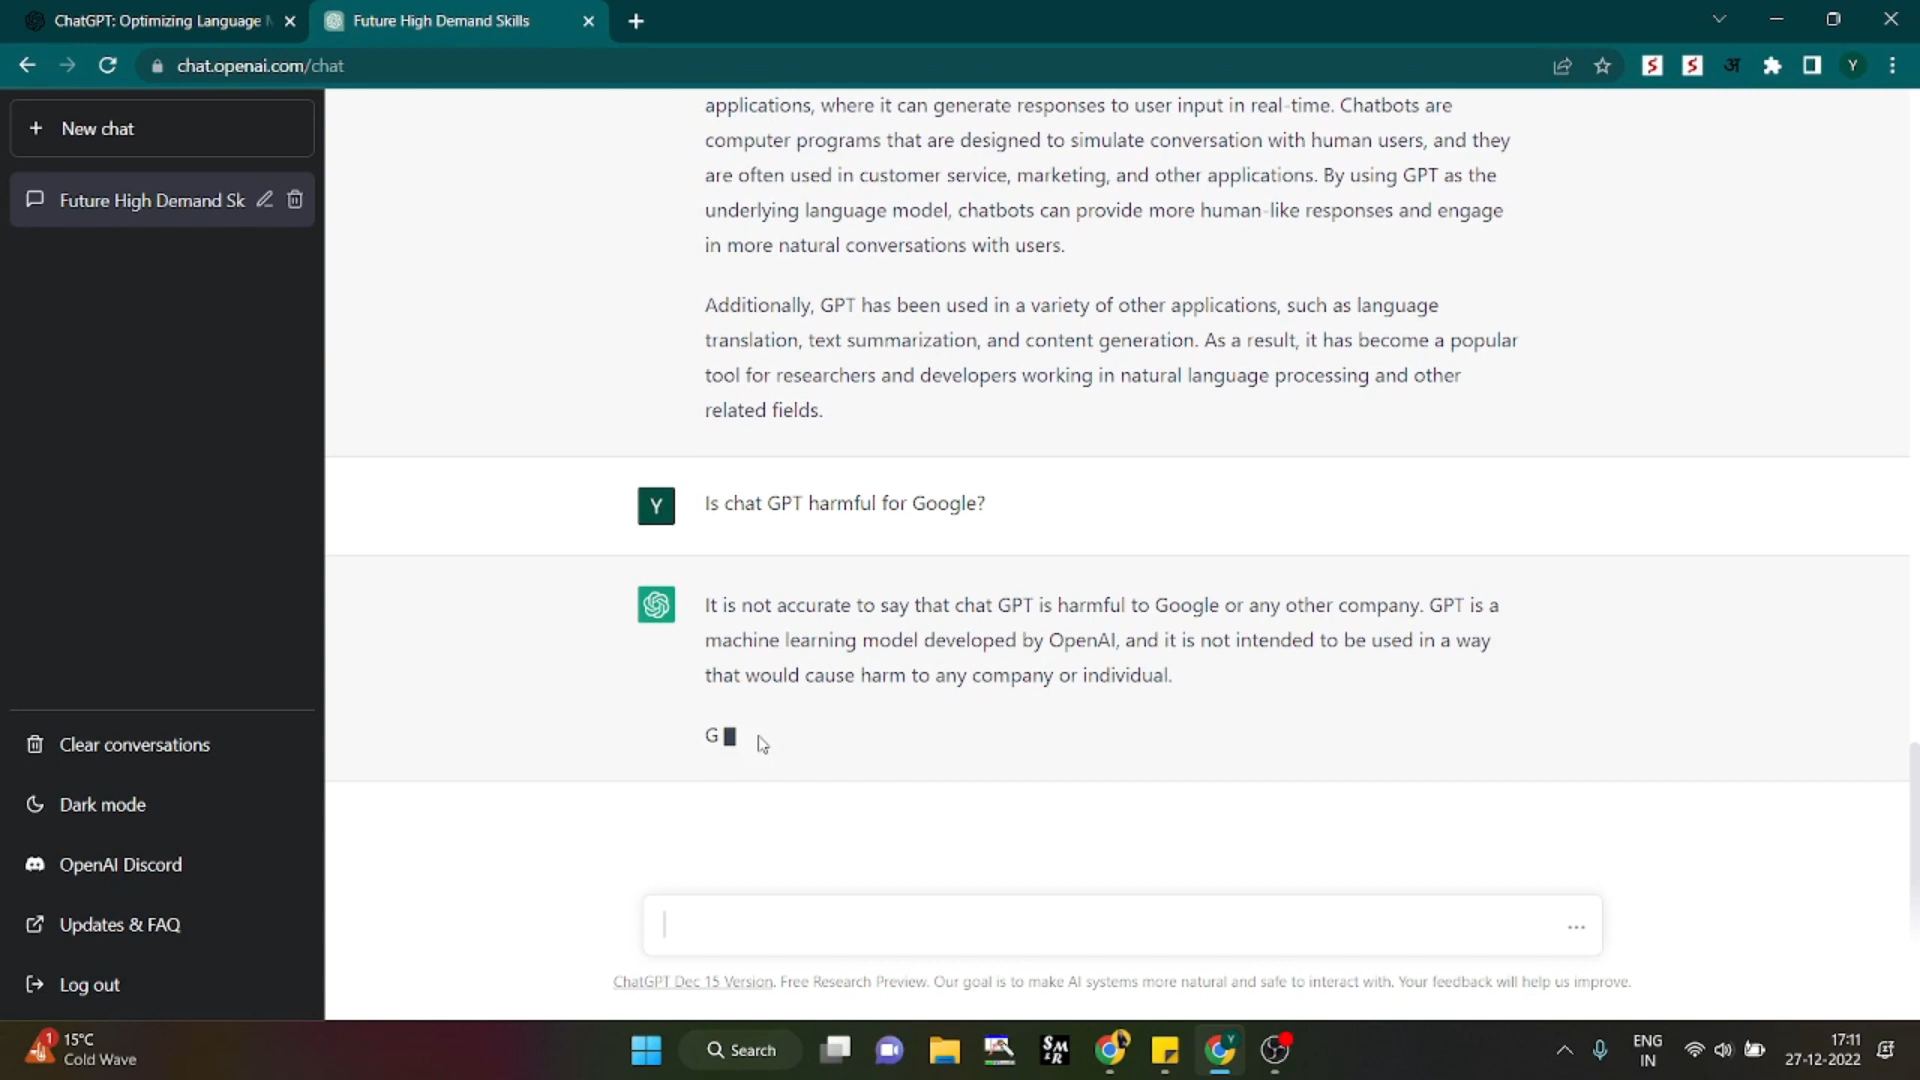 ChatGPT: Optimizing Language
Future High Demand Skills
chat.openai.com/chat
Y
New chat
Future High Demand Sk
applications, where it can generate responses to user input in real-time. Chatbots are
computer programs that are designed to simulate conversation with human users, and they
are often used in customer service, marketing, and other applications. By using GPT as the
underlying language model, chatbots can provide more human-like responses and engage
in more natural conversations with users.
Additionally, GPT has been used in a variety of other applications, such as language
translation, text summarization, and content generation. As a result, it has become a popular
tool for researchers and developers working in natural language processing and other
related fields.
Y
Is chat GPT harmful for Google?
It is not accurate to say that chat GPT is harmful to Google or any other company. GPT is a
machine learning model developed by OpenAI, and it is not intended to be used in a way
that would cause harm to any company or individual.
G
Clear conversations
Dark mode
OpenAI Discord
Updates & FAQ
Log out
ChatGPT Dec 15 Version. Free Research Preview. Our goal is to make AI systems more natural and safe to interact with. Your feedback will help us improve.
1
15°C
Cold Wave
Search
SM
&R
ENG
IN
17:11
27-12-2022